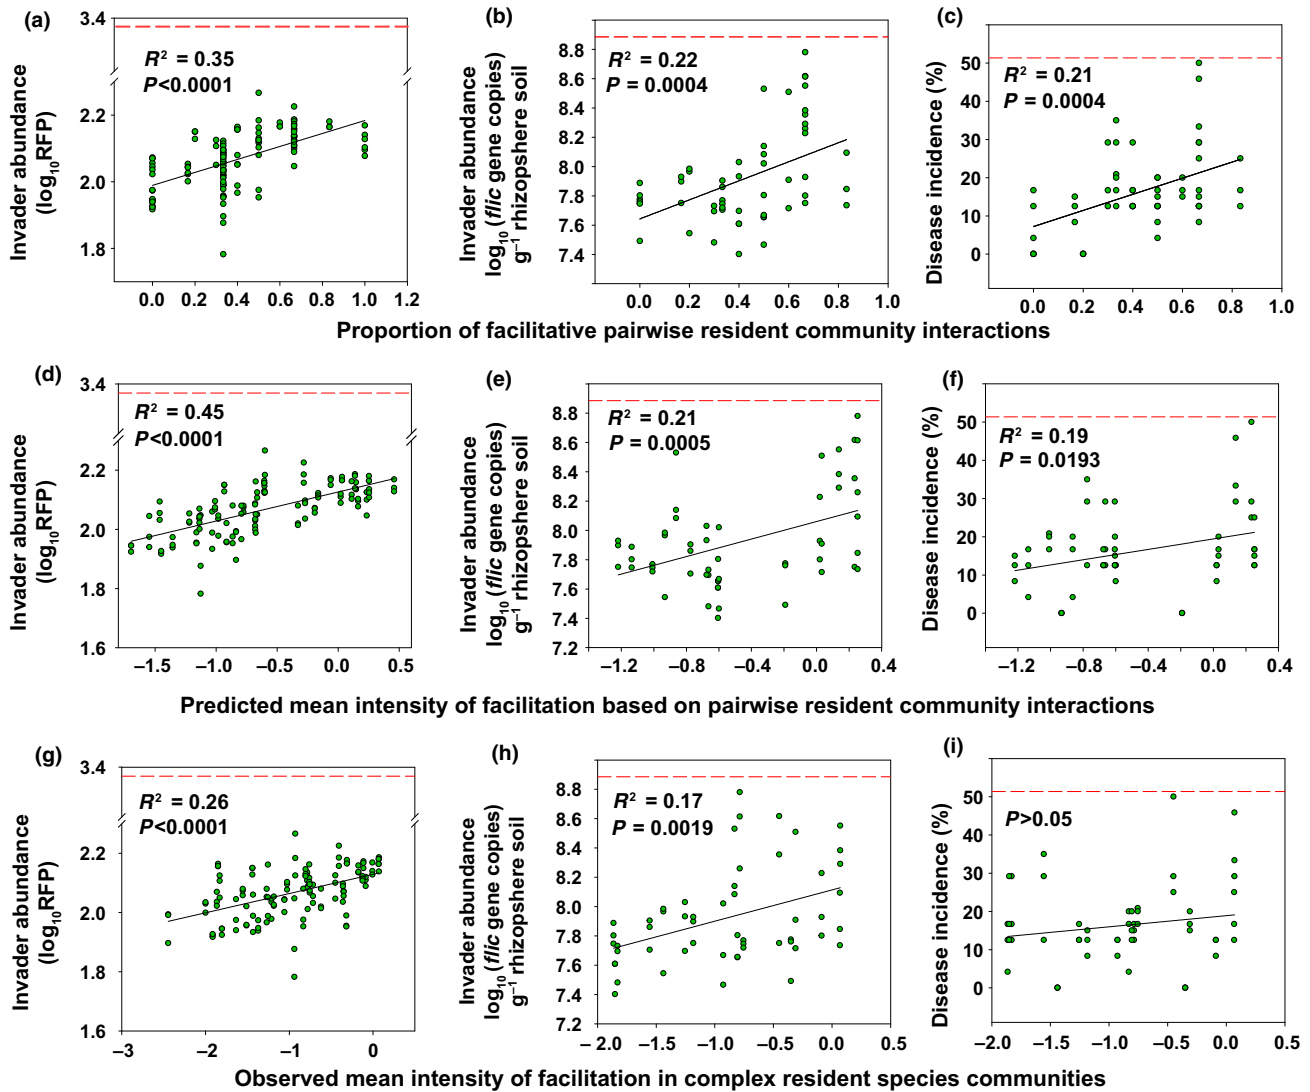 (a)
3.4
2.2
2.0
1.8
R² = 0.35
P<0.0001
Invader abundance
(log₁₀RFP)
0.0 0.2 0.4 0.6 0.8 1.0 1.2
(b)
8.8
8.6
8.4
8.2
8.0
7.8
7.6
7.4
R² = 0.22
P = 0.0004
Invader abundance
log₁₀(flic gene copies)
g⁻¹ rhizopshere soil
0.0 0.2 0.4 0.6 0.8 1.0
(c)
50
40
30
20
10
0
R² = 0.21
P = 0.0004
Disease incidence (%)
0.0 0.2 0.4 0.6 0.8 1.0
Proportion of facilitative pairwise resident community interactions
(d)
3.4
2.2
2.0
1.8
1.6
R² = 0.45
P<0.0001
Invader abundance
(log₁₀RFP)
–1.5 –1.0 –0.5 0.0 0.5
(e)
8.8
8.6
8.4
8.2
8.0
7.8
7.6
7.4
7.2
R² = 0.21
P = 0.0005
Invader abundance
log₁₀(flic gene copies)
g⁻¹ rhizopshere soil
–1.2 –0.8 –0.4 0.0 0.4
(f)
50
40
30
20
10
0
R² = 0.19
P = 0.0193
Disease incidence (%)
–1.2 –0.8 –0.4 0.0 0.4
Predicted mean intensity of facilitation based on pairwise resident community interactions
(g)
3.4
2.2
2.0
1.8
1.6
R² = 0.26
P<0.0001
Invader abundance
(log₁₀RFP)
–3 –2 –1 0
(h)
8.8
8.6
8.4
8.2
8.0
7.8
7.6
7.4
7.2
R² = 0.17
P = 0.0019
Invader abundance
log₁₀(flic gene copies)
g⁻¹ rhizopshere soil
–2.0 –1.5 –1.0 –0.5 0.0 0.5
(i)
50
40
30
20
10
0
P>0.05
Disease incidence (%)
–2.0 –1.5 –1.0 –0.5 0.0 0.5
Observed mean intensity of facilitation in complex resident species communities